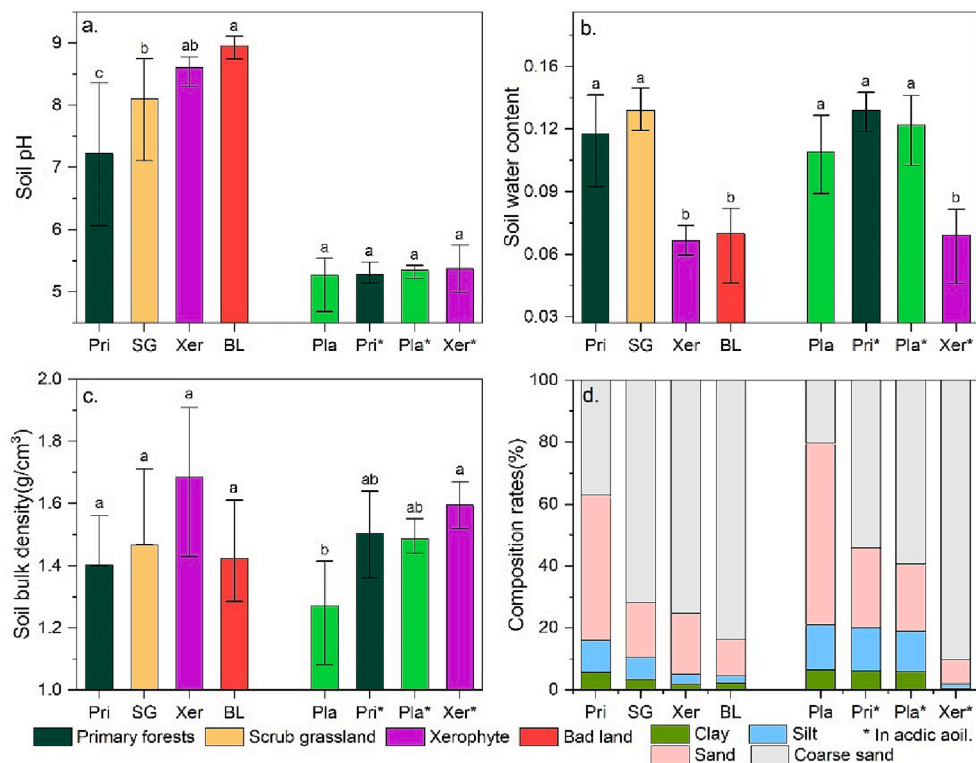 a.
Soil pH
9
8
7
6
5
c
b
ab
a
a
a
a
a
Pri SG Xer BL Pla Pri* Pla* Xer*
b.
Soil water content
0.16
0.12
0.09
0.06
0.03
a
a
b
b
a
a
a
b
Pri SG Xer BL Pla Pri* Pla* Xer*
c.
Soil bulk density(g/cm³)
2.0
1.8
1.6
1.4
1.2
1.0
a
a
a
a
b
ab
ab
a
Pri SG Xer BL Pla Pri* Pla* Xer*
d.
Composition rates(%)
100
80
60
40
20
0
Pri SG Xer BL Pla Pri* Pla* Xer*
Primary forests Scrub grassland Xerophyte Bad land
Clay Silt * In acdic aoil.
Sand Coarse sand